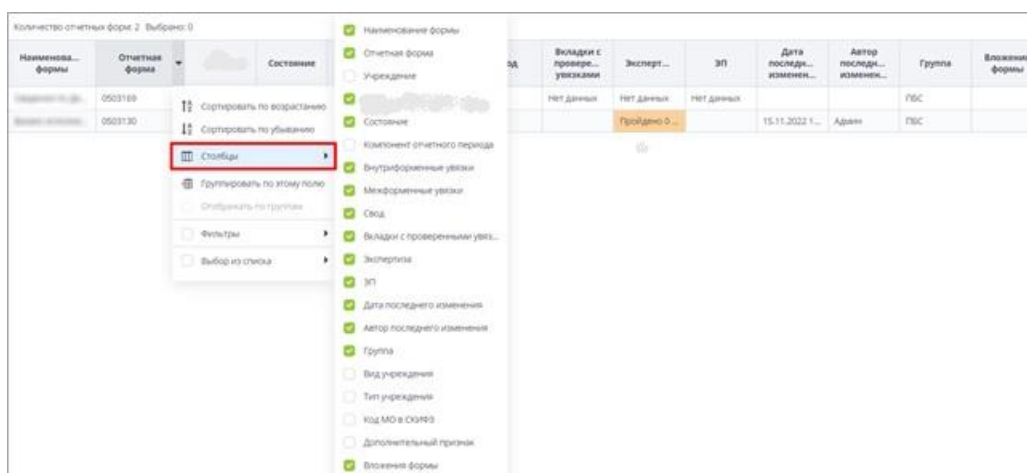 Количество отчетных форм: 2 Выбрано: 0
Наименова... формы
Отчетная форма
Состояние
од
Вкладки с провере... увязками
Эксперт...
ЭП
Дата последн... изменен...
Автор последн... изменен...
Группа
Вложения формы
0503169
Нет данных
Нет данных
Нет данных
ПБС
0503130
Пройдено 0 ...
15.11.2022 1...
Админ
ПБС
Сортировать по возрастанию
Сортировать по убыванию
Столбцы
Группировать по этому полю
Отображать по группам
Фильтры
Выбор из списка
Наименование формы
Отчетная форма
Учреждение
Состояние
Компонент отчетного периода
Внутриформенные увязки
Межформенные увязки
Свод
Вкладки с проверенными увяз...
Экспертиза
ЭП
Дата последнего изменения
Автор последнего изменения
Группа
Вид учреждения
Тип учреждения
Код МО в СКИФ3
Дополнительный признак
Вложения формы